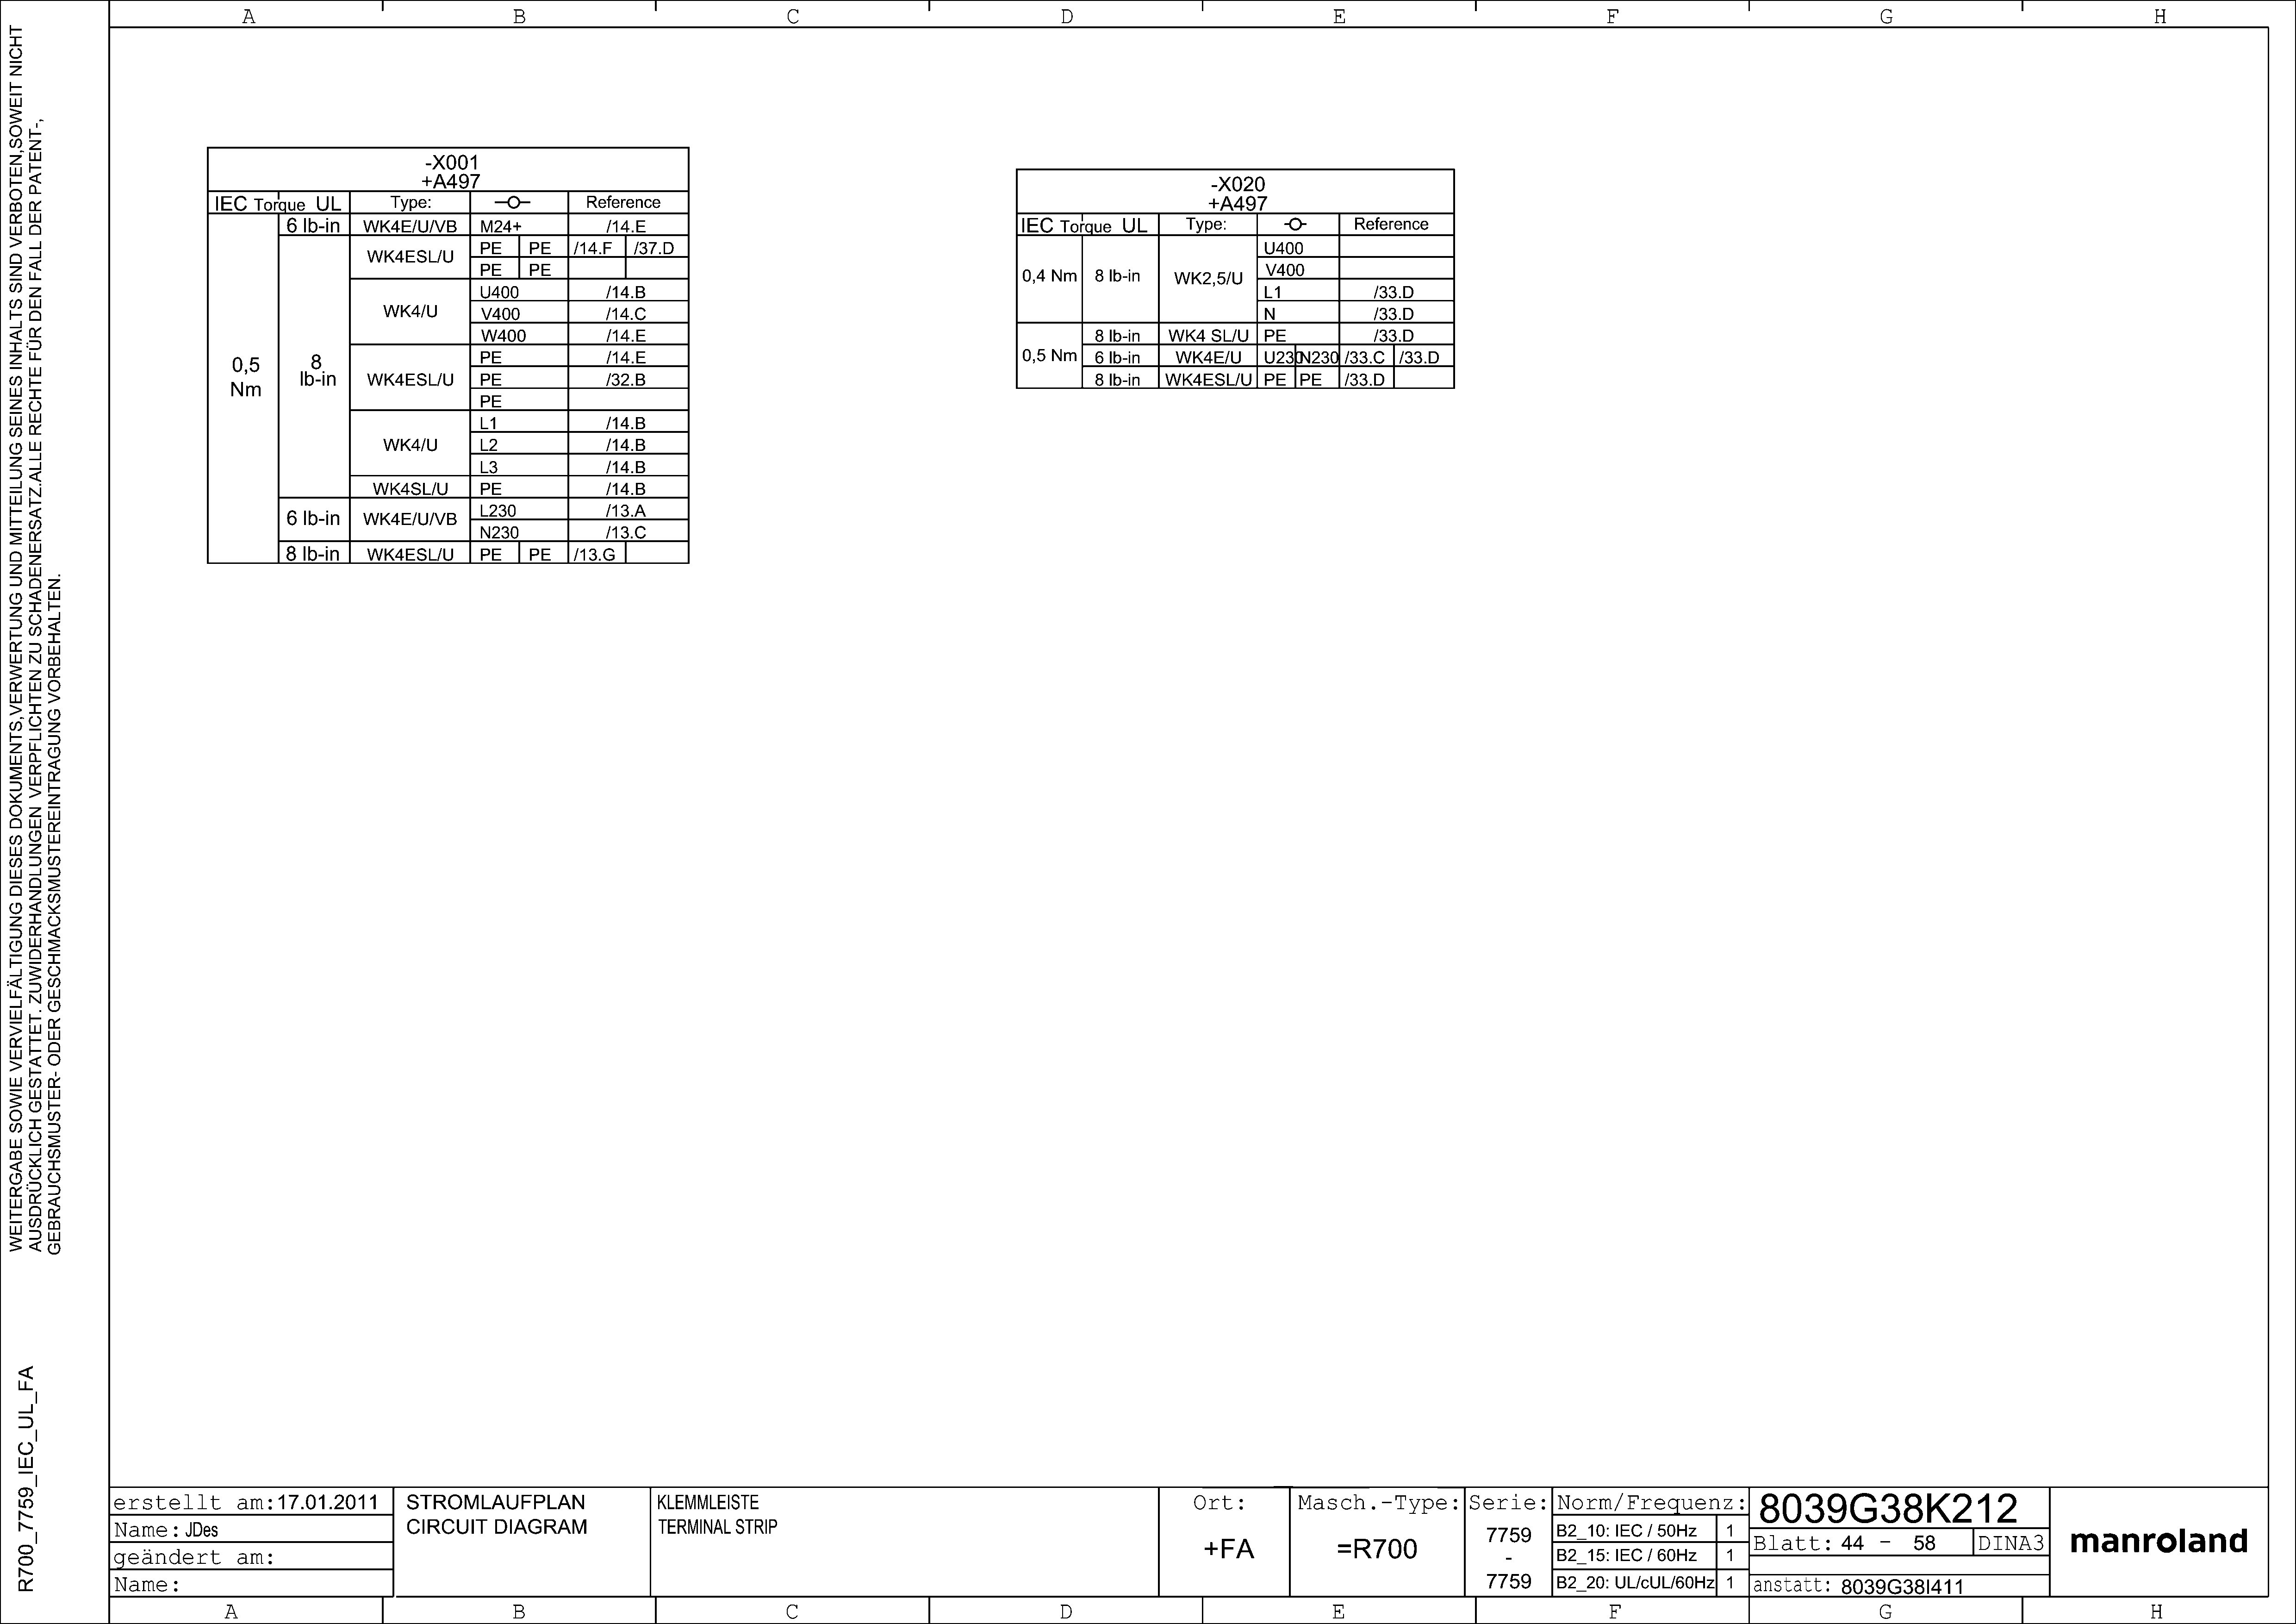 A B C D E F G H
WEITERGABE SOWIE VERVIELFÄLTIGUNG DIESES DOKUMENTS,VERWERTUNG UND MITTEILUNG SEINES INHALTS SIND VERBOTEN,SOWEIT NICHT
AUSDRÜCKLICH GESTATTET. ZUWIDERHANDLUNGEN VERPFLICHTEN ZU SCHADENERSATZ.ALLE RECHTE FÜR DEN FALL DER PATENT-,
GEBRAUCHSMUSTER- ODER GESCHMACKSMUSTEREINTRAGUNG VORBEHALTEN.
R700_7759_IEC_UL_FA
-X001
+A497
IEC Torque UL Type: Reference
6 lb-in WK4E/U/VB M24+ /14.E
WK4ESL/U PE PE /14.F /37.D
PE PE
WK4/U U400 /14.B
V400 /14.C
W400 /14.E
0,5 Nm 8 lb-in
PE /14.E
WK4ESL/U PE /32.B
PE
L1 /14.B
WK4/U L2 /14.B
L3 /14.B
WK4SL/U PE /14.B
6 lb-in WK4E/U/VB L230 /13.A
N230 /13.C
8 lb-in WK4ESL/U PE PE /13.G
-X020
+A497
IEC Torque UL Type: Reference
U400
0,4 Nm 8 lb-in WK2,5/U V400
L1 /33.D
N /33.D
8 lb-in WK4 SL/U PE /33.D
0,5 Nm 6 lb-in WK4E/U U230 N230 /33.C /33.D
8 lb-in WK4ESL/U PE PE /33.D
erstellt am:17.01.2011
Name: JDes
geändert am:
Name:
STROMLAUFPLAN
CIRCUIT DIAGRAM
KLEMMLEISTE
TERMINAL STRIP
Ort:
+FA
Masch.-Type:
=R700
Serie:
7759
-
7759
Norm/Frequenz:
B2_10: IEC / 50Hz 1
B2_15: IEC / 60Hz 1
B2_20: UL/cUL/60Hz 1
8039G38K212
Blatt: 44 - 58 DINA3
anstatt: 8039G38I411
manroland
A B C D E F G H